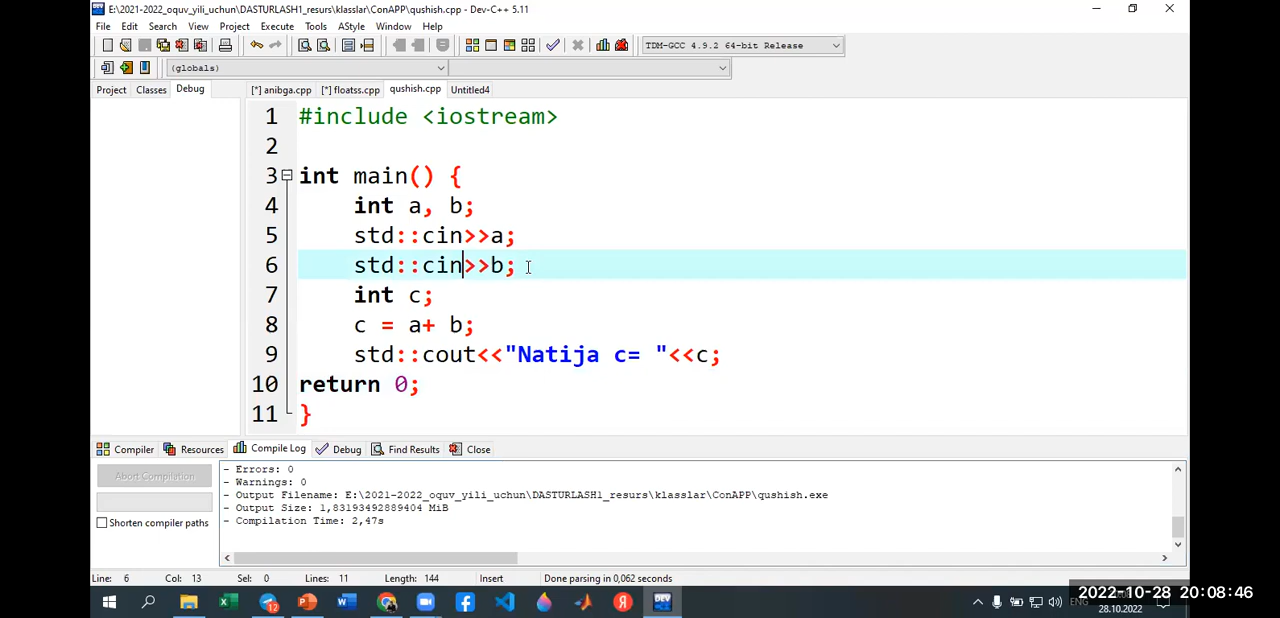 E:\2021-2022_oquv_yili_uchun\DASTURLASH1_resurs\klasslar\ConAPP\qushish.cpp - Dev-C++ 5.11
File Edit Search View Project Execute Tools AStyle Window Help
TDM-GCC 4.9.2 64-bit Release
(globals)
Project Classes Debug [*] anibga.cpp [*] floatss.cpp qushish.cpp Untitled4
1 #include <iostream>
2
3 int main() {
4 int a, b;
5 std::cin>>a;
6 std::cin>>b;
7 int c;
8 c = a+ b;
9 std::cout<<"Natija c= "<<c;
10 return 0;
11 }
Compiler Resources Compile Log Debug Find Results Close
Abort Compilation
Shorten compiler paths
- Errors: 0
- Warnings: 0
- Output Filename: E:\2021-2022_oquv_yili_uchun\DASTURLASH1_resurs\klasslar\ConAPP\qushish.exe
- Output Size: 1,83193492889404 MiB
- Compilation Time: 2,47s
Line: 6 Col: 13 Sel: 0 Lines: 11 Length: 144 Insert Done parsing in 0,062 seconds
12
DEV
ENG
2022-10-28 20:08:46
28.10.2022